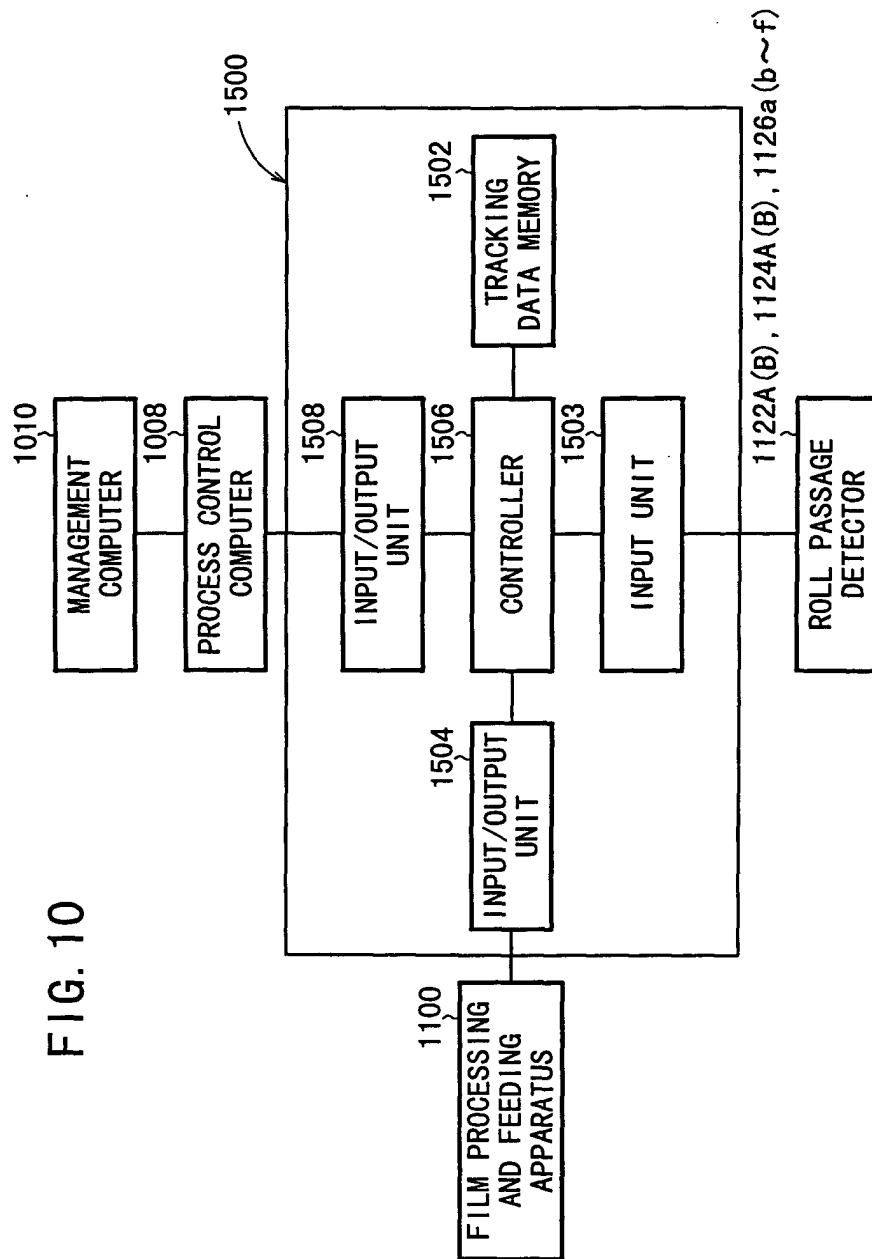 FIG. 10
1010
MANAGEMENT
COMPUTER
1008
PROCESS CONTROL
COMPUTER
1500
1508
INPUT/OUTPUT
UNIT
1100
FILM PROCESSING
AND FEEDING
APPARATUS
1504
INPUT/OUTPUT
UNIT
1506
CONTROLLER
1502
TRACKING
DATA MEMORY
1503
INPUT UNIT
1122A(B), 1124A(B), 1126a(b~f)
ROLL PASSAGE
DETECTOR